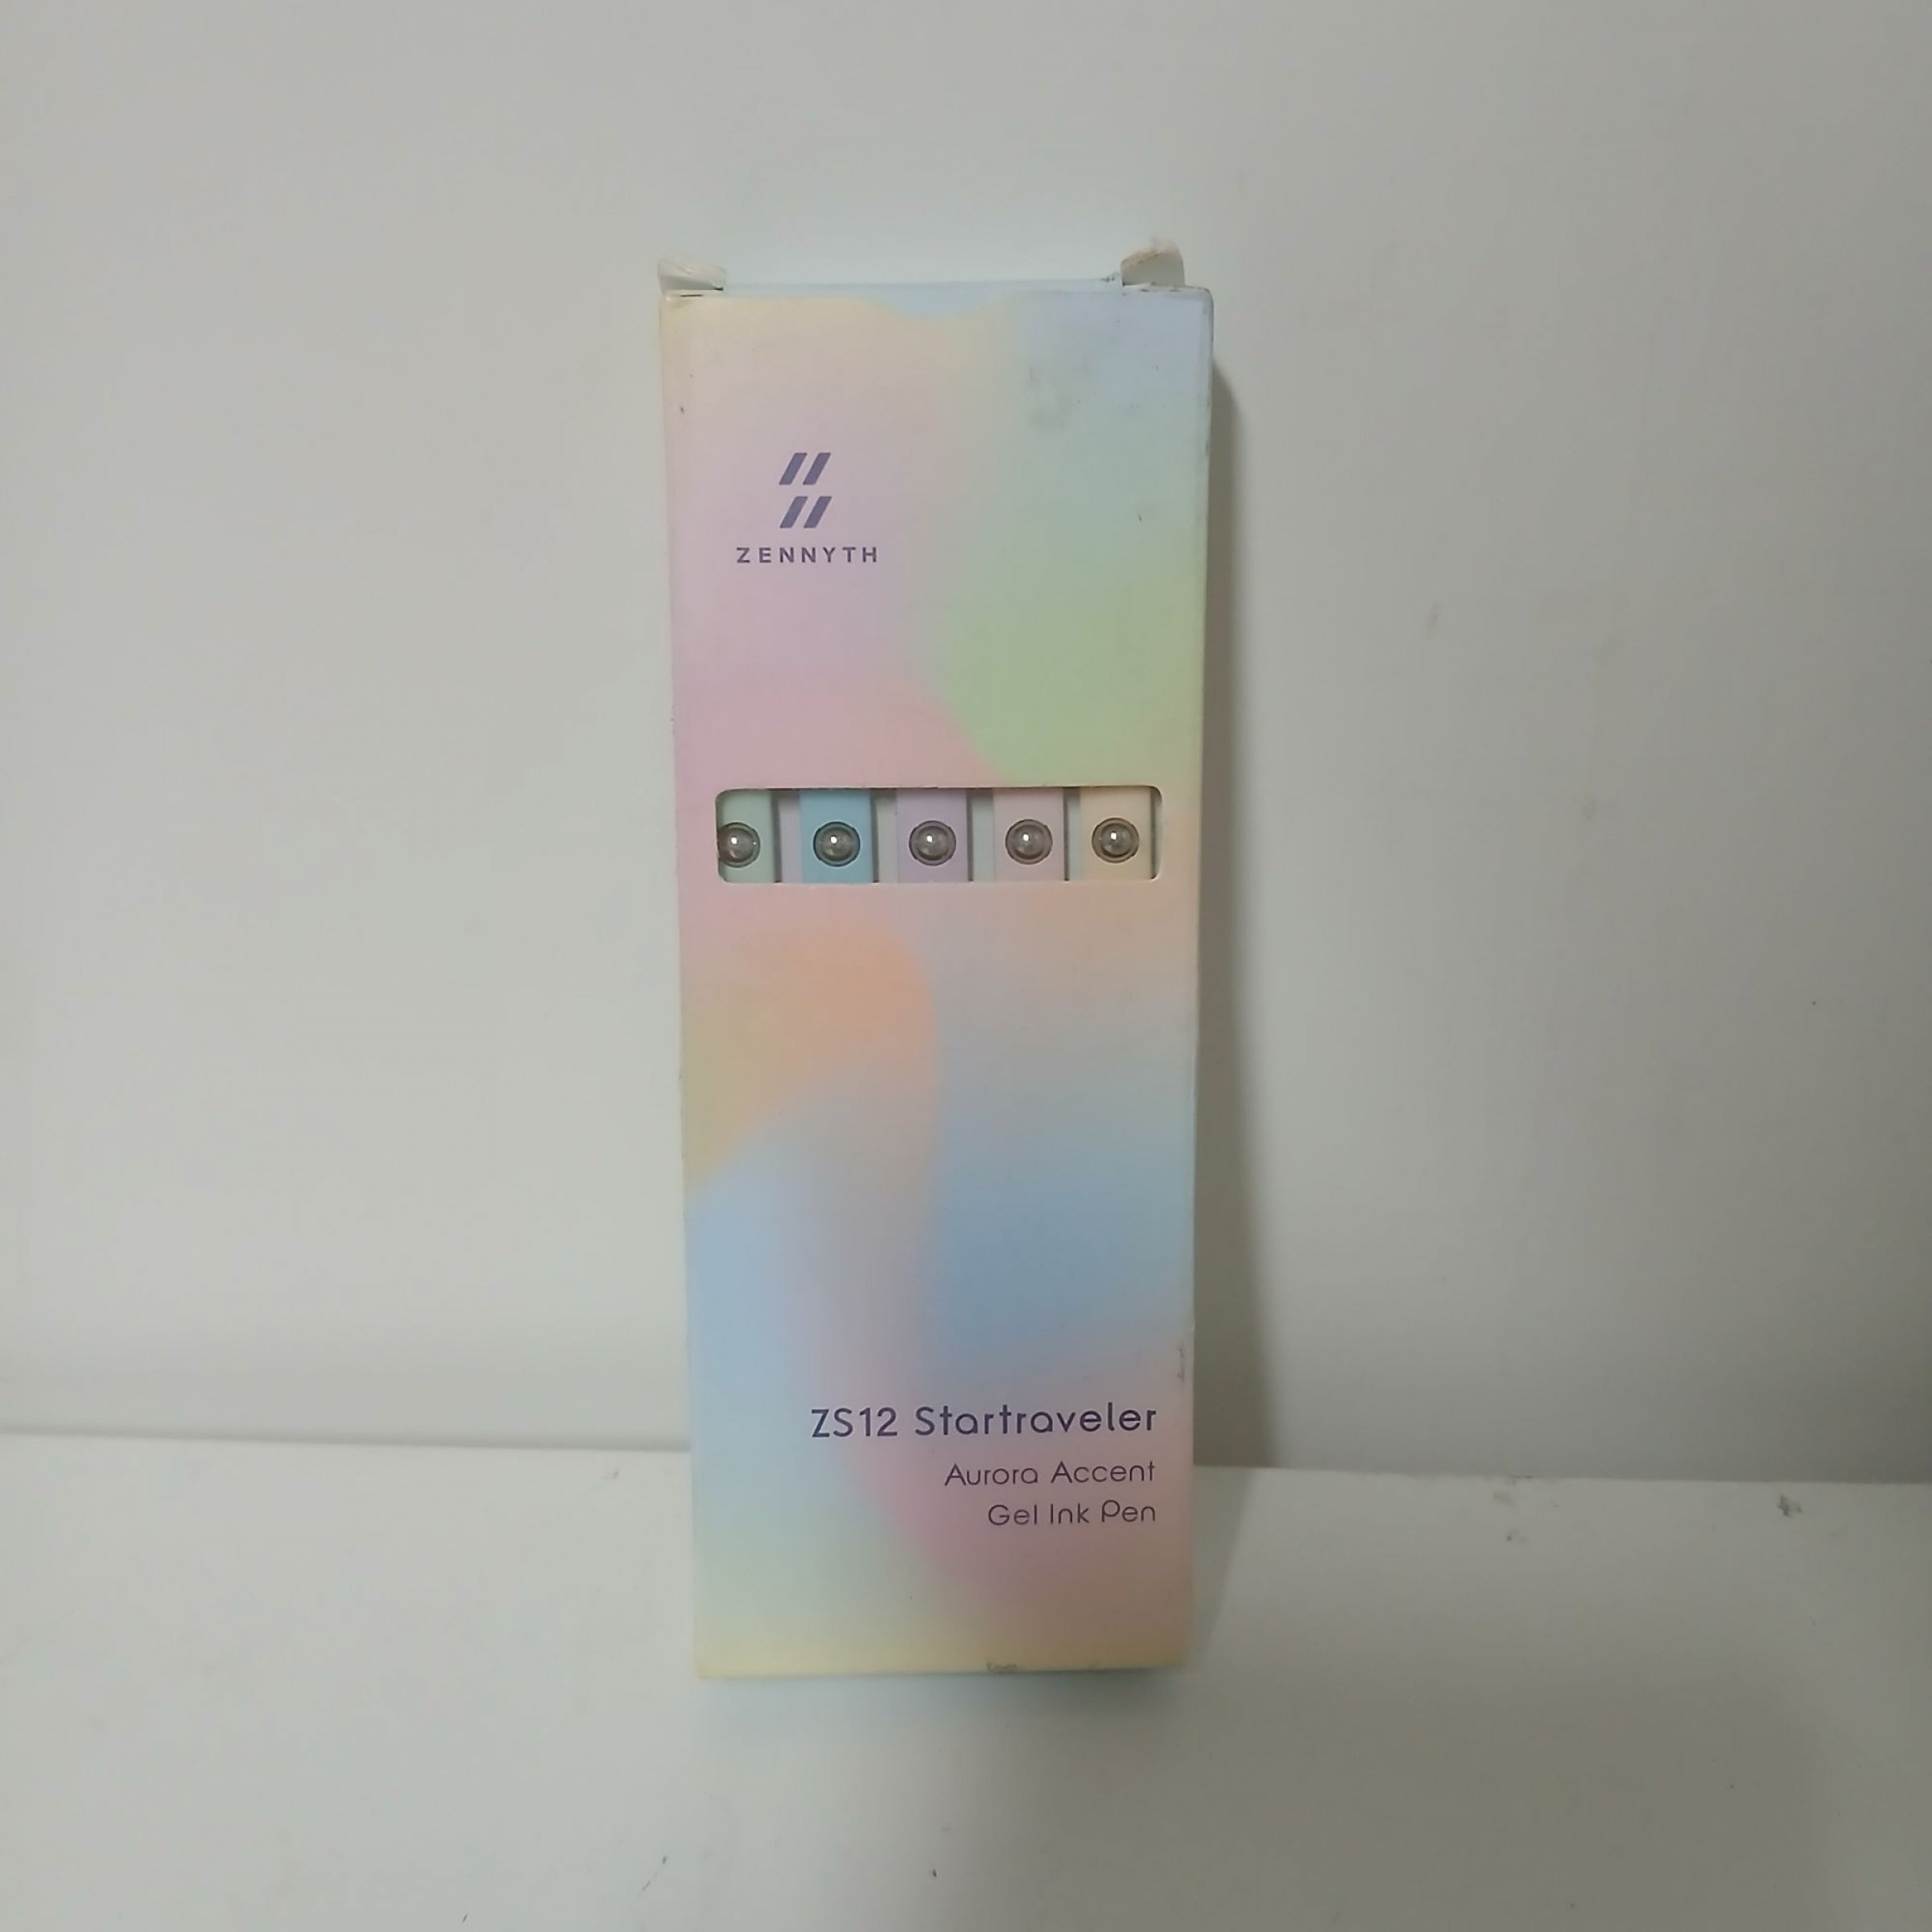 ZENNYTH
ZS12 Startraveler
Aurora Accent
Gel Ink Pen